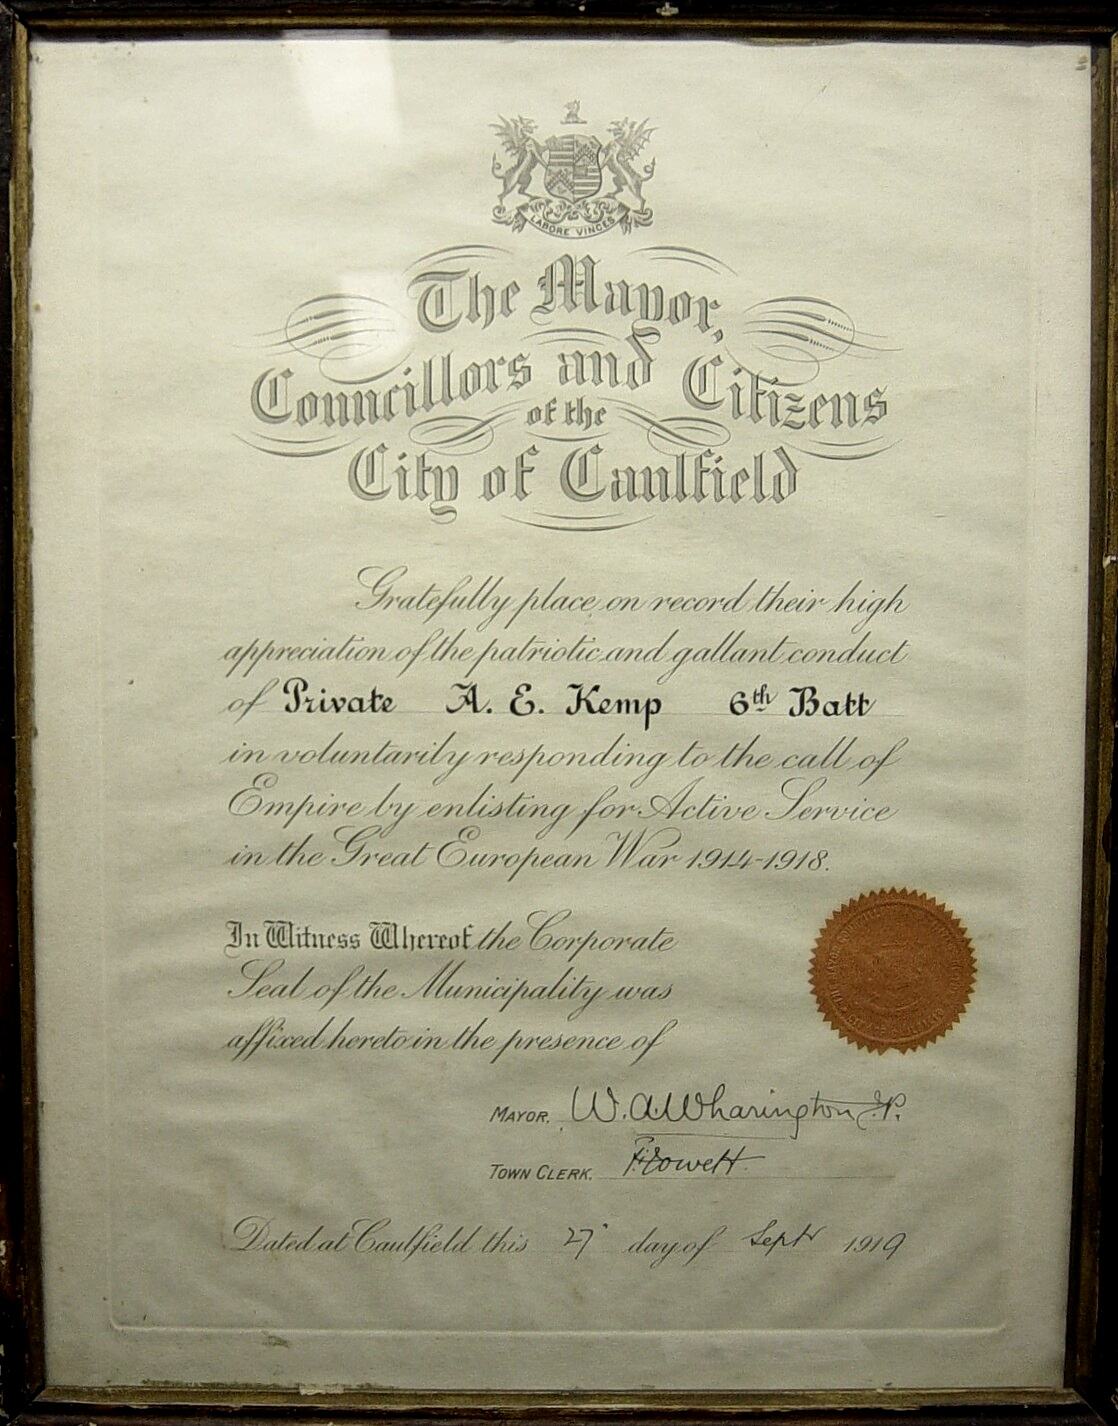 LABORE VINCES
The Mayor,
Councillors and Citizens
of the
City of Caulfield
Gratefully place on record their high
appreciation of the patriotic and gallant conduct
of Private A. E. Kemp 6th Batt
in voluntarily responding to the call of
Empire by enlisting for Active Service
in the Great European War 1914-1918.
In Witness Whereof the Corporate
Seal of the Municipality was
affixed hereto in the presence of
MAYOR. W. A. Wharington J.P.
TOWN CLERK.
Dated at Caulfield this 27 day of Septr 1919